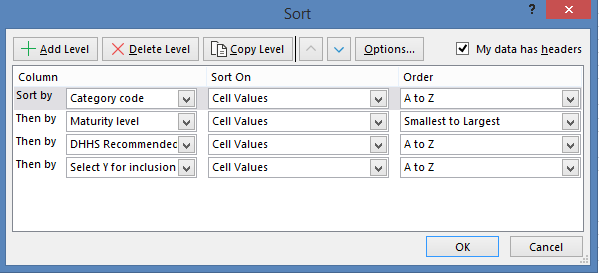 Sort
?
Add Level Delete Level Copy Level Options... My data has headers
Column Sort On Order
Sort by Category code Cell Values A to Z
Then by Maturity level Cell Values Smallest to Largest
Then by DHHS Recommended Cell Values A to Z
Then by Select Y for inclusion Cell Values A to Z
OK Cancel